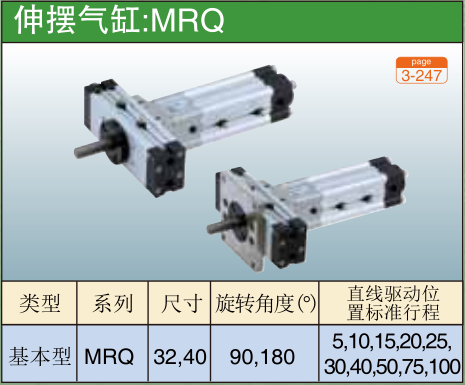 伸摆气缸:MRQ
page
3-247
类型 系列 尺寸 旋转角度(°) 直线驱动位
置标准行程
基本型 MRQ 32,40 90,180 5,10,15,20,25,
30,40,50,75,100